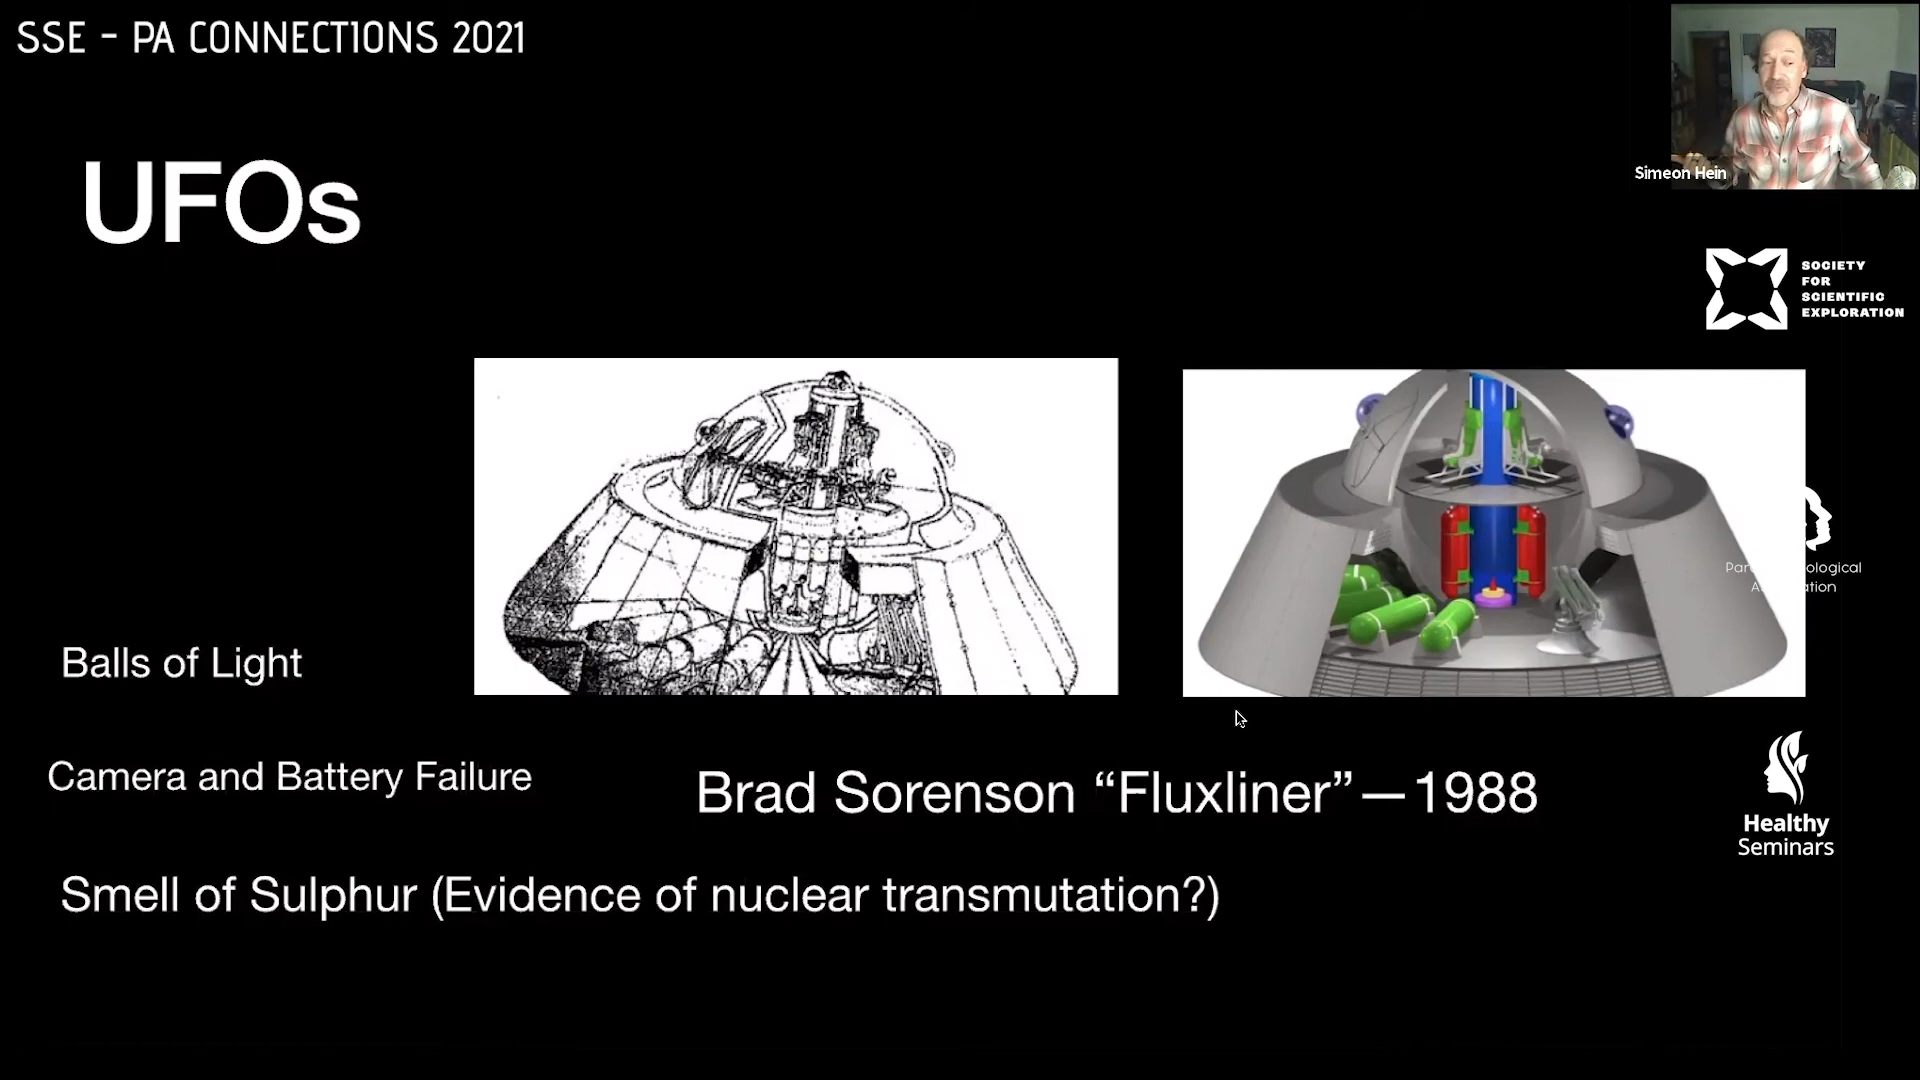 SSE - PA CONNECTIONS 2021
Simeon Hein
UFOs
SOCIETY
FOR
SCIENTIFIC
EXPLORATION
Balls of Light
Camera and Battery Failure
Brad Sorenson “Fluxliner”—1988
Healthy
Seminars
Smell of Sulphur (Evidence of nuclear transmutation?)